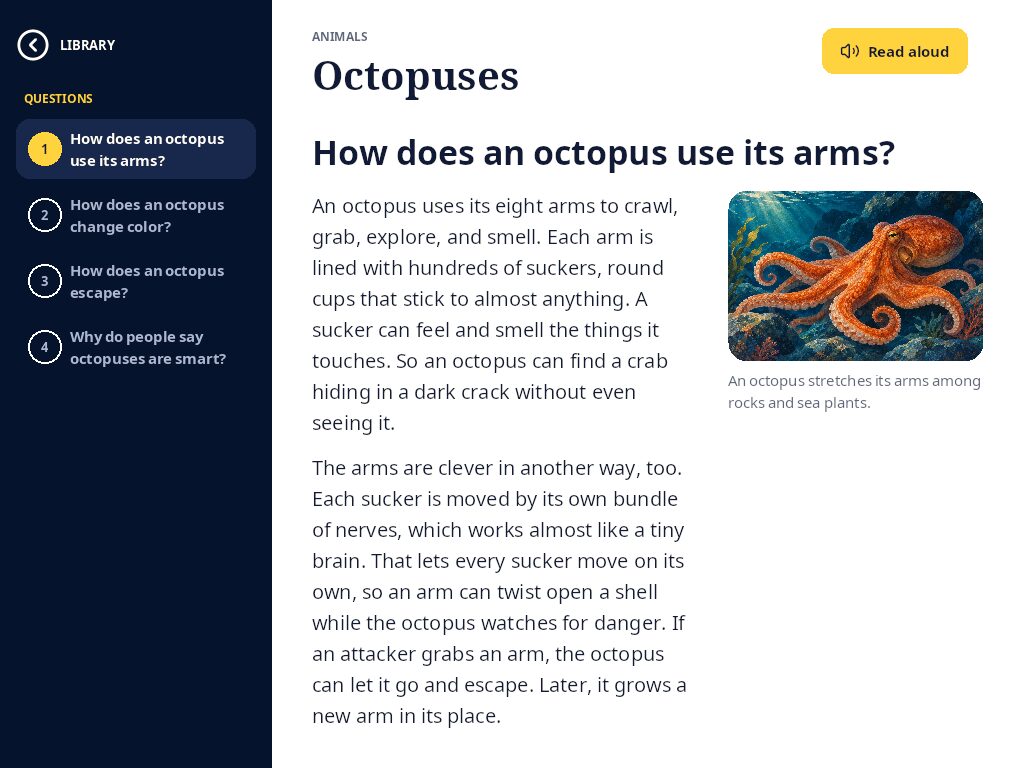 LIBRARY
QUESTIONS
1
How does an octopus
use its arms?
2
How does an octopus
change color?
3
How does an octopus
escape?
4
Why do people say
octopuses are smart?
ANIMALS
Octopuses
Read aloud
How does an octopus use its arms?
An octopus uses its eight arms to crawl,
grab, explore, and smell. Each arm is
lined with hundreds of suckers, round
cups that stick to almost anything. A
sucker can feel and smell the things it
touches. So an octopus can find a crab
hiding in a dark crack without even
seeing it.
The arms are clever in another way, too.
Each sucker is moved by its own bundle
of nerves, which works almost like a tiny
brain. That lets every sucker move on its
own, so an arm can twist open a shell
while the octopus watches for danger. If
an attacker grabs an arm, the octopus
can let it go and escape. Later, it grows a
new arm in its place.
An octopus stretches its arms among
rocks and sea plants.